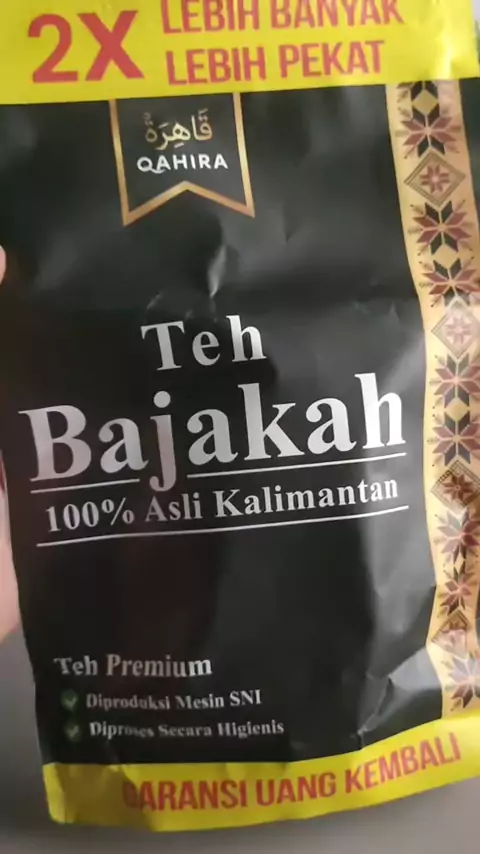 2X
LEBIH BANYAK
LEBIH PEKAT
قَاهِرَة
QAHIRA
Teh
Bajakah
100% Asli Kalimantan
Teh Premium
Diproduksi Mesin SNI
Diproses Secara Higienis
GARANSI UANG KEMBALI